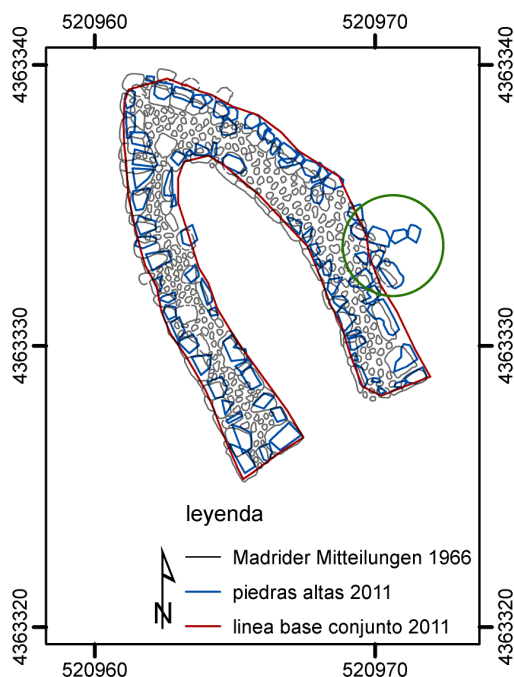 520960 520970
4363340 4363340
4363330 4363330
4363320 4363320
leyenda
Madrider Mitteilungen 1966
piedras altas 2011
linea base conjunto 2011
N
520960 520970